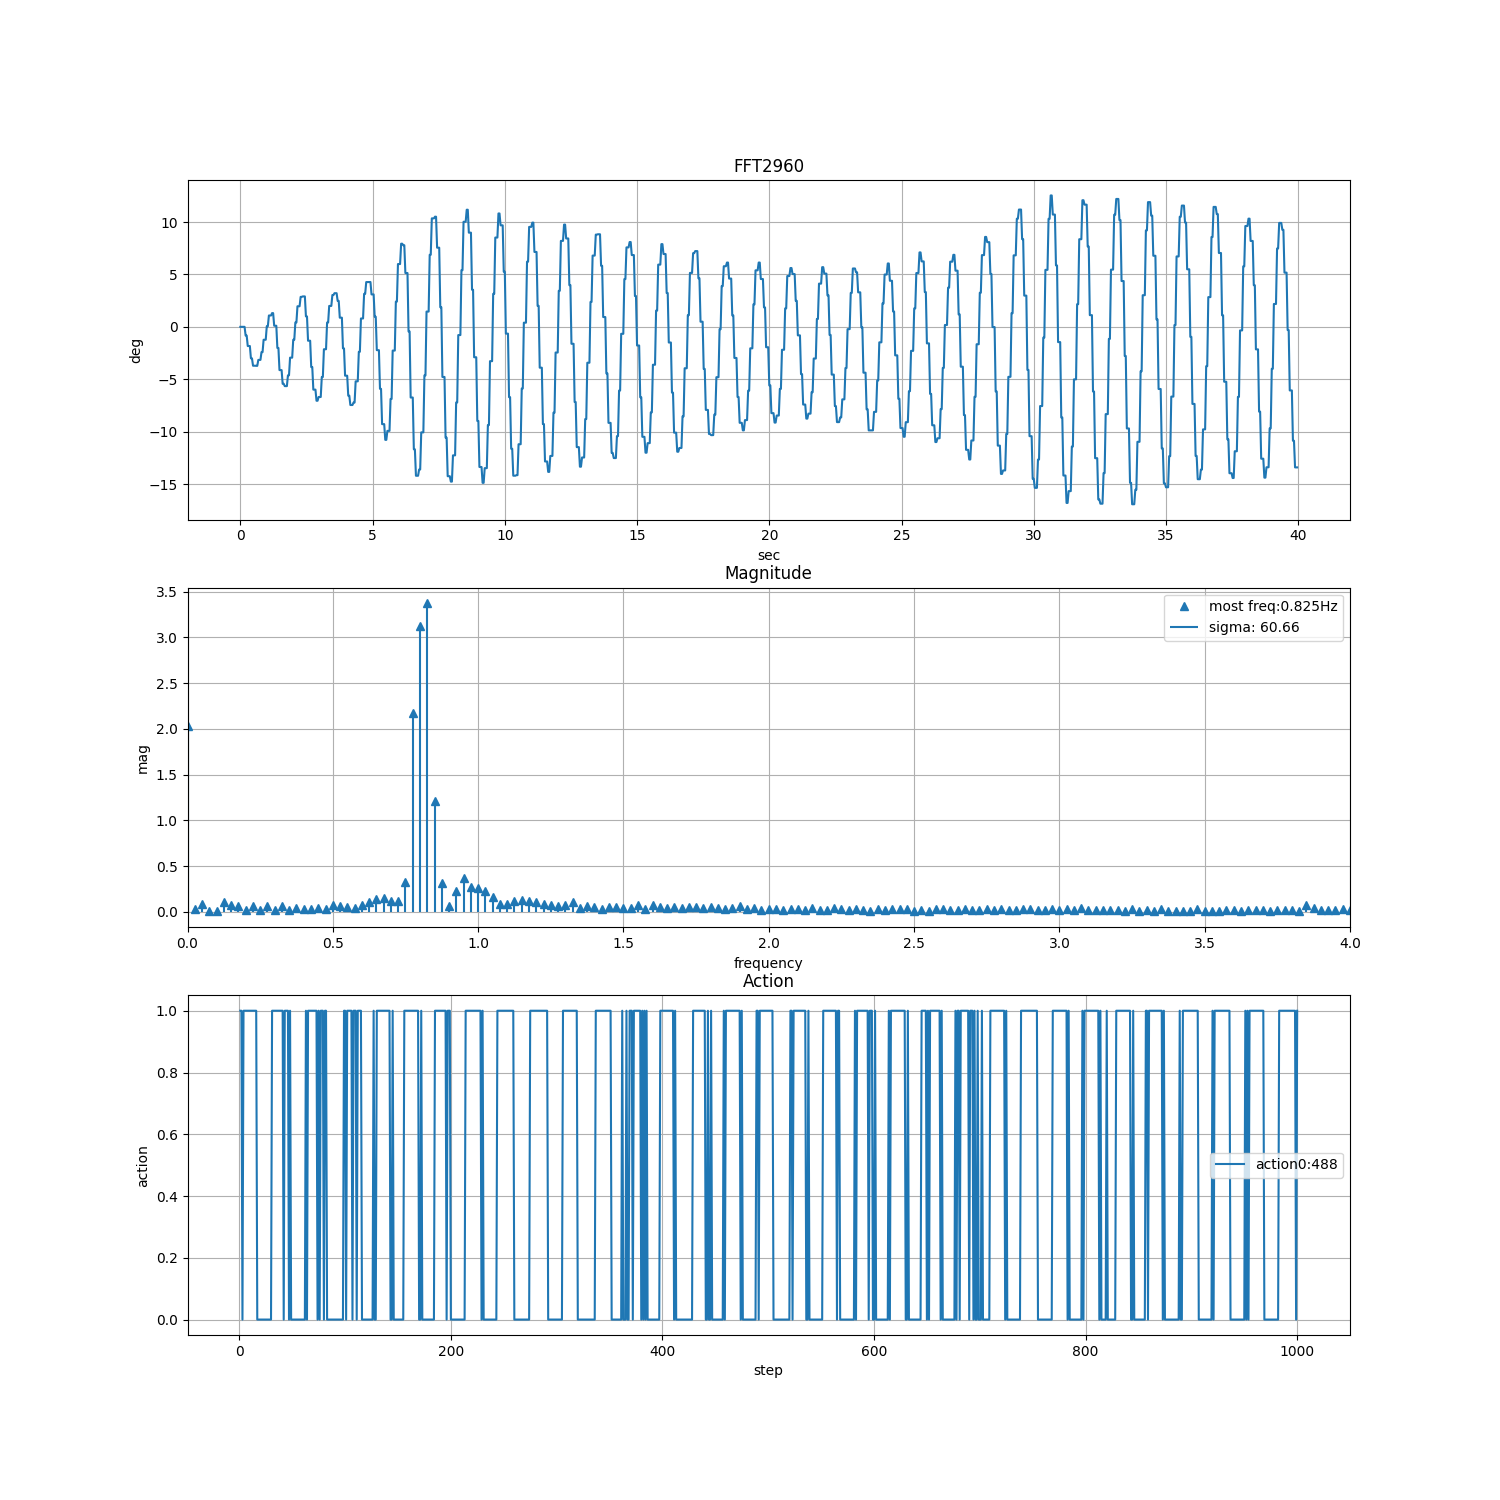 FFT2960
10
5
0
−5
−10
−15
deg
0 5 10 15 20 25 30 35 40
sec
Magnitude
3.5
3.0
2.5
2.0
1.5
1.0
0.5
0.0
mag
most freq:0.825Hz
sigma: 60.66
0.0 0.5 1.0 1.5 2.0 2.5 3.0 3.5 4.0
frequency
Action
1.0
0.8
0.6
0.4
0.2
0.0
action
action0:488
0 200 400 600 800 1000
step